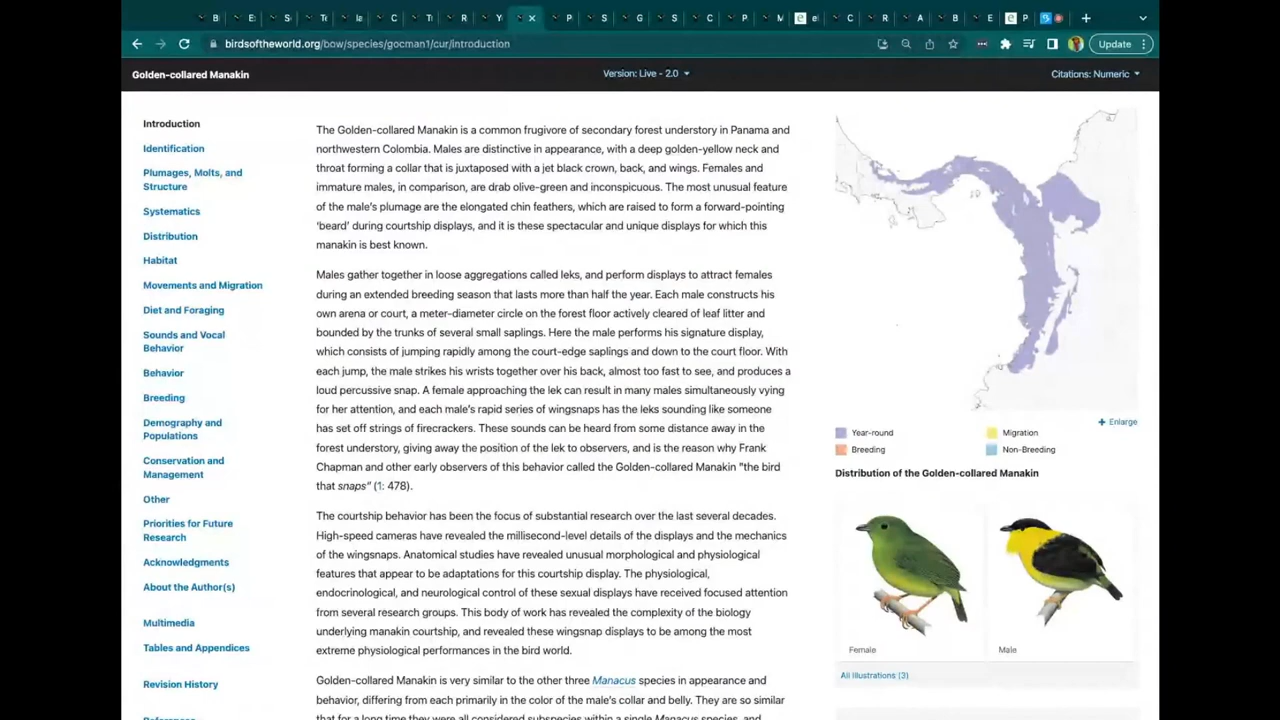 birdsoftheworld.org/bow/species/gocman1/cur/introduction
Update
Golden-collared Manakin
Version: Live - 2.0
Citations: Numeric
Introduction
Identification
Plumages, Molts, and
Structure
Systematics
Distribution
Habitat
Movements and Migration
Diet and Foraging
Sounds and Vocal
Behavior
Behavior
Breeding
Demography and
Populations
Conservation and
Management
Other
Priorities for Future
Research
Acknowledgments
About the Author(s)
Multimedia
Tables and Appendices
Revision History
References
The Golden-collared Manakin is a common frugivore of secondary forest understory in Panama and
northwestern Colombia. Males are distinctive in appearance, with a deep golden-yellow neck and
throat forming a collar that is juxtaposed with a jet black crown, back, and wings. Females and
immature males, in comparison, are drab olive-green and inconspicuous. The most unusual feature
of the male's plumage are the elongated chin feathers, which are raised to form a forward-pointing
'beard' during courtship displays, and it is these spectacular and unique displays for which this
manakin is best known.
Males gather together in loose aggregations called leks, and perform displays to attract females
during an extended breeding season that lasts more than half the year. Each male constructs his
own arena or court, a meter-diameter circle on the forest floor actively cleared of leaf litter and
bounded by the trunks of several small saplings. Here the male performs his signature display,
which consists of jumping rapidly among the court-edge saplings and down to the court floor. With
each jump, the male strikes his wrists together over his back, almost too fast to see, and produces a
loud percussive snap. A female approaching the lek can result in many males simultaneously vying
for her attention, and each male's rapid series of wingsnaps has the leks sounding like someone
has set off strings of firecrackers. These sounds can be heard from some distance away in the
forest understory, giving away the position of the lek to observers, and is the reason why Frank
Chapman and other early observers of this behavior called the Golden-collared Manakin "the bird
that snaps" (1: 478).
The courtship behavior has been the focus of substantial research over the last several decades.
High-speed cameras have revealed the millisecond-level details of the displays and the mechanics
of the wingsnaps. Anatomical studies have revealed unusual morphological and physiological
features that appear to be adaptations for this courtship display. The physiological,
endocrinological, and neurological control of these sexual displays have received focused attention
from several research groups. This body of work has revealed the complexity of the biology
underlying manakin courtship, and revealed these wingsnap displays to be among the most
extreme physiological performances in the bird world.
Golden-collared Manakin is very similar to the other three Manacus species in appearance and
behavior, differing from each primarily in the color of the male's collar and belly. They are so similar
that for a long time they were all considered subspecies within a single Manacus species, and
+ Enlarge
Year-round
Migration
Breeding
Non-Breeding
Distribution of the Golden-collared Manakin
Female
Male
All Illustrations (3)